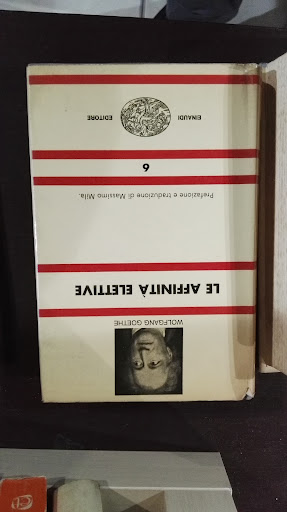 WOLFGANG GOETHE
LE AFFINITÀ ELETTIVE
Prefazione e traduzione di Massimo Mila.
6
EINAUDI EDITORE